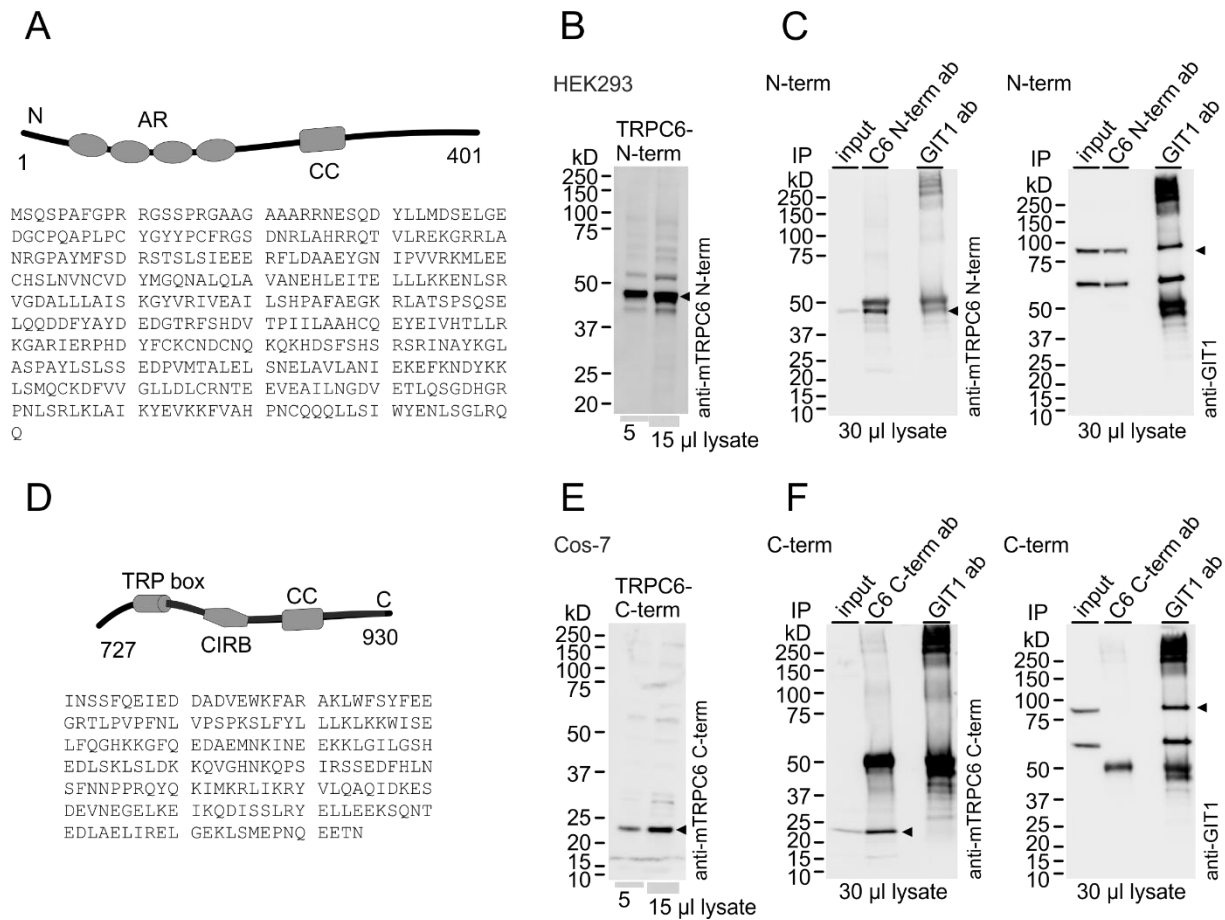 A
N
AR
1
401
CC
MSQSPAFGPR RGSSPRGAAG AAARRNESQD YLLMDSELGE
DGCPQAPLPC YGYYPCFRGS DNRLAHRRQT VLREKGRRLA
NRGPAYMFSD RSTSLSIEEE RFLDAAEYGN IPVVRKMLEE
CHSLNVNCVD YMGQNALQLA VANEHLEITE LLLKKENLSR
VGDALLLAIS KGYVRIVEAI LSHPAFAEGK RLATSPSQSE
LQQDDFYAYD EDGTRFSHDV TPIILAAHCQ EYEIVHTLLR
KGARIERPHD YFCKCNDCNQ KQKHDSFSHS RSRINAYKGL
ASPAYLSLSS EDPVMTALEL SNELAVLANI EKEFKNDYKK
LSMQCKDFVV GLLDLCRNTE EVEAILNGDV ETLQSGDHGR
PNLSRLKLAI KYEVKKFVAH PNCQQQLLSI WYENLSGLRQ
Q
B
HEK293
TRPC6-
N-term
kD
250
150
100
75
50
37
25
20
5
15 µl lysate
anti-mTRPC6 N-term
C
N-term
input
C6 N-term ab
GIT1 ab
IP
kD
250
150
100
75
50
37
25
20
15
10
30 µl lysate
anti-mTRPC6 N-term
N-term
input
C6 N-term ab
GIT1 ab
IP
kD
250
150
100
75
50
37
25
20
15
10
30 µl lysate
anti-GIT1
D
TRP box
CC
C
727
CIRB
930
INSSFQEIED DADVEWKFAR AKLWFSYFEE
GRTLPVPFNL VPSPKSLFYL LLKLKKWISE
LFQGHKKGFQ EDAEMNKINE EKKLGILGSH
EDLSKLSLDK KQVGHNKQPS IRSSEDFHLN
SFNNPPRQYQ KIMKRLIKRY VLQAQIDKES
DEVNEGELKE IKQDISSLRY ELLEEKSQNT
EDLAELIREL GEKLSMEPNQ EETN
E
Cos-7
TRPC6-
C-term
kD
250
150
100
75
50
37
25
20
15
10
5
15 µl lysate
anti-mTRPC6 C-term
F
C-term
input
C6 C-term ab
GIT1 ab
IP
kD
250
150
100
75
50
37
25
20
15
10
30 µl lysate
anti-mTRPC6 C-term
C-term
input
C6 C-term ab
GIT1 ab
IP
kD
250
150
100
75
50
37
25
20
15
10
30 µl lysate
anti-GIT1